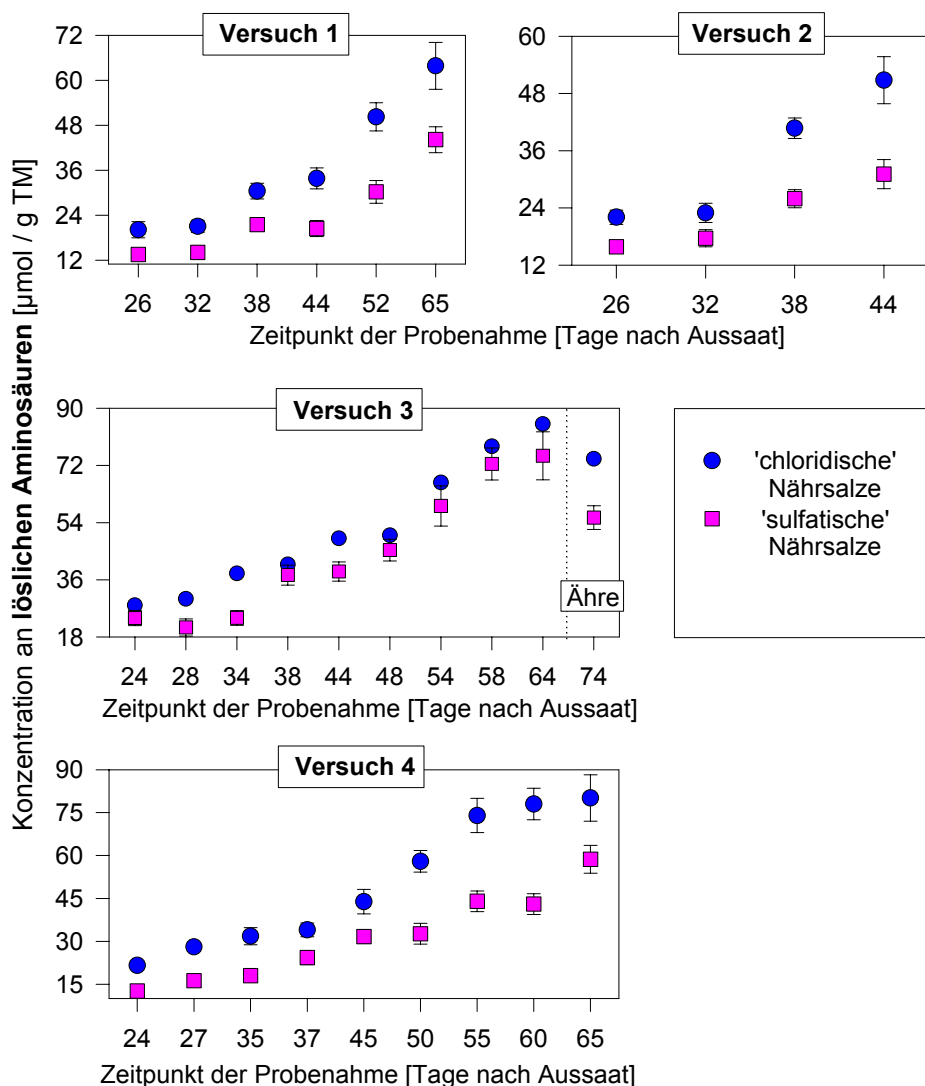 Konzentration an löslichen Aminosäuren [µmol / g TM]
Versuch 1
72
60
48
36
24
12
26 32 38 44 52 65
Versuch 2
60
48
36
24
12
26 32 38 44
Zeitpunkt der Probenahme [Tage nach Aussaat]
Versuch 3
90
72
54
36
18
Ähre
24 28 34 38 44 48 54 58 64 74
Zeitpunkt der Probenahme [Tage nach Aussaat]
'chloridische'
Nährsalze
'sulfatische'
Nährsalze
Versuch 4
90
75
60
45
30
15
24 27 35 37 45 50 55 60 65
Zeitpunkt der Probenahme [Tage nach Aussaat]